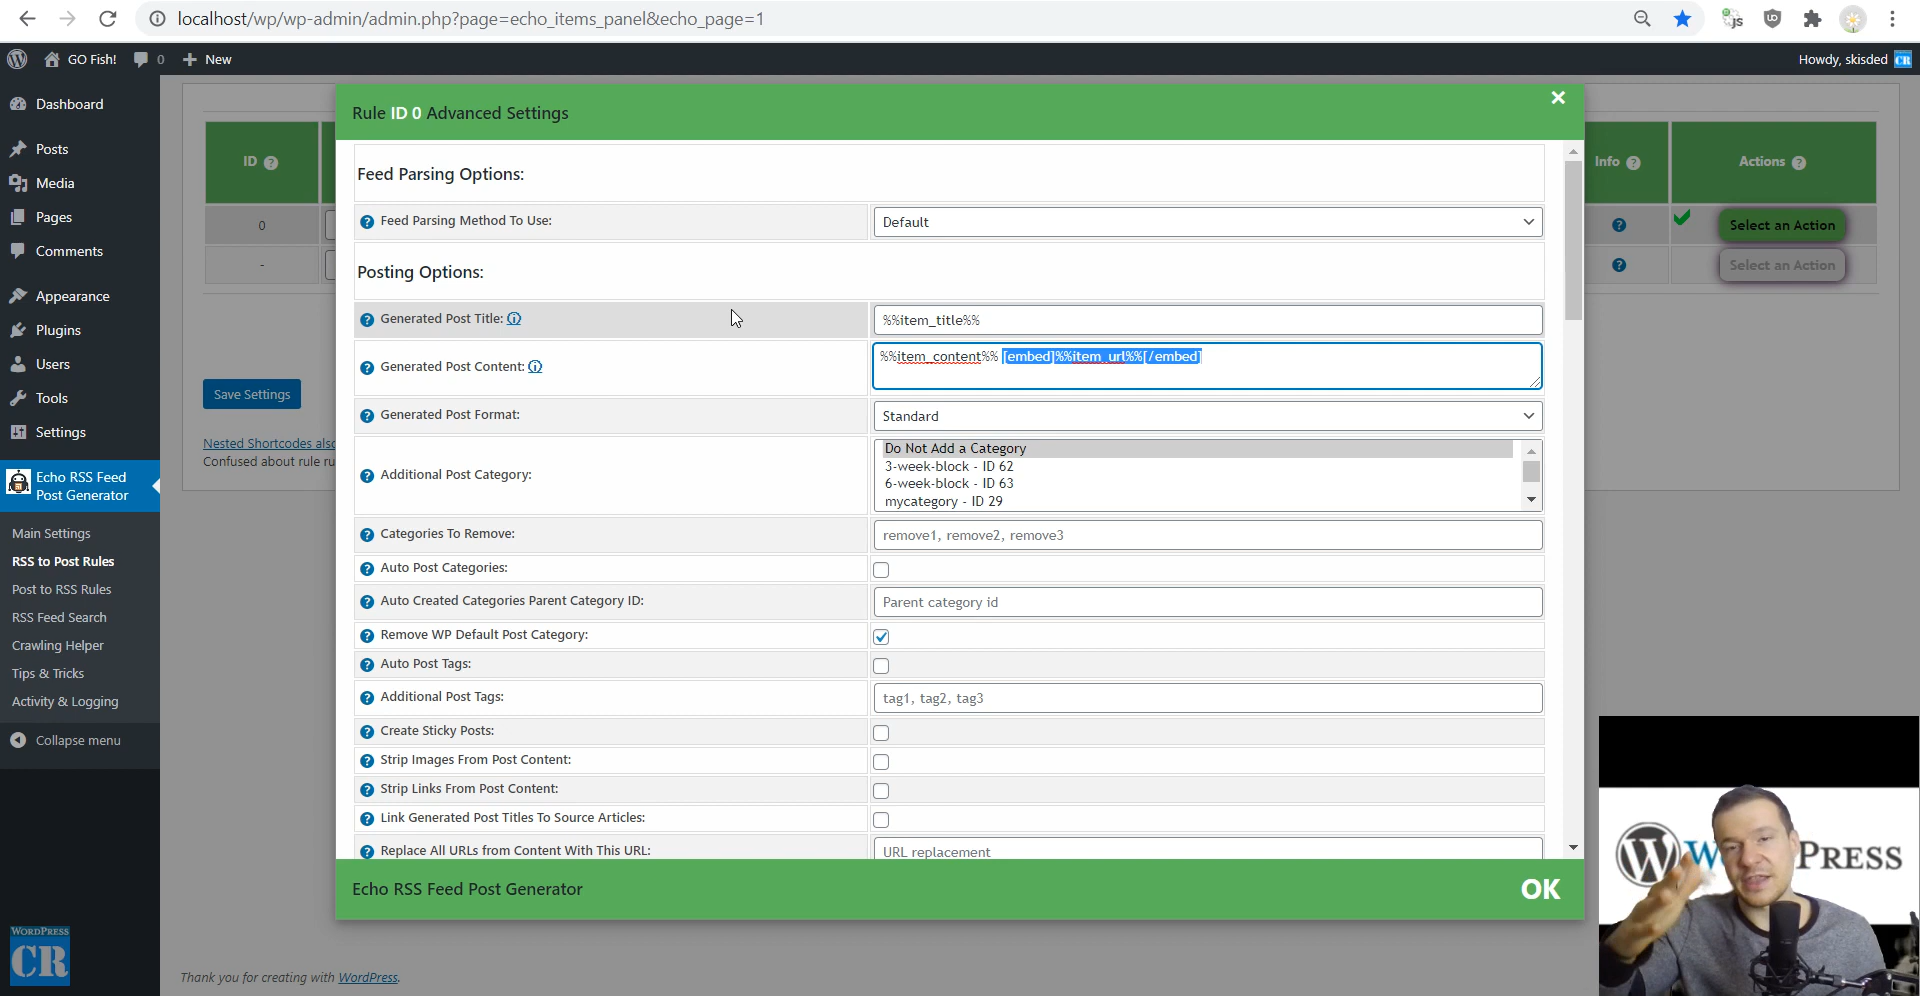 localhost/wp/wp-admin/admin.php?page=echo_items_panel&echo_page=1
GO Fish!
0
New
Howdy, skisded
Dashboard
Posts
Media
Pages
Comments
Appearance
Plugins
Users
Tools
Settings
Echo RSS Feed
Post Generator
Main Settings
RSS to Post Rules
Post to RSS Rules
RSS Feed Search
Crawling Helper
Tips & Tricks
Activity & Logging
Collapse menu
WORDPRESS
CR
ID
0
-
Save Settings
Nested Shortcodes also
Confused about rule ru
Rule ID 0 Advanced Settings
Feed Parsing Options:
Feed Parsing Method To Use:
Default
Posting Options:
Generated Post Title:
%%item_title%%
Generated Post Content:
%%item_content%% [embed]%%item_url%%[/embed]
Generated Post Format:
Standard
Additional Post Category:
Do Not Add a Category
3-week-block - ID 62
6-week-block - ID 63
mycategory - ID 29
Categories To Remove:
remove1, remove2, remove3
Auto Post Categories:
Auto Created Categories Parent Category ID:
Parent category id
Remove WP Default Post Category:
Auto Post Tags:
Additional Post Tags:
tag1, tag2, tag3
Create Sticky Posts:
Strip Images From Post Content:
Strip Links From Post Content:
Link Generated Post Titles To Source Articles:
Replace All URLs from Content With This URL:
URL replacement
Echo RSS Feed Post Generator
OK
Info
Actions
Select an Action
Select an Action
Thank you for creating with WordPress.
PRESS